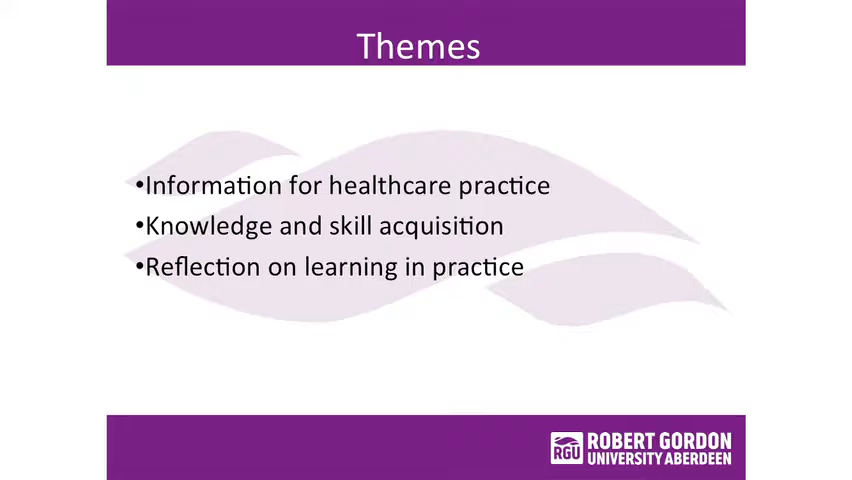 Themes
•Information for healthcare practice
•Knowledge and skill acquisition
•Reflection on learning in practice
RGU
ROBERT GORDON
UNIVERSITY ABERDEEN